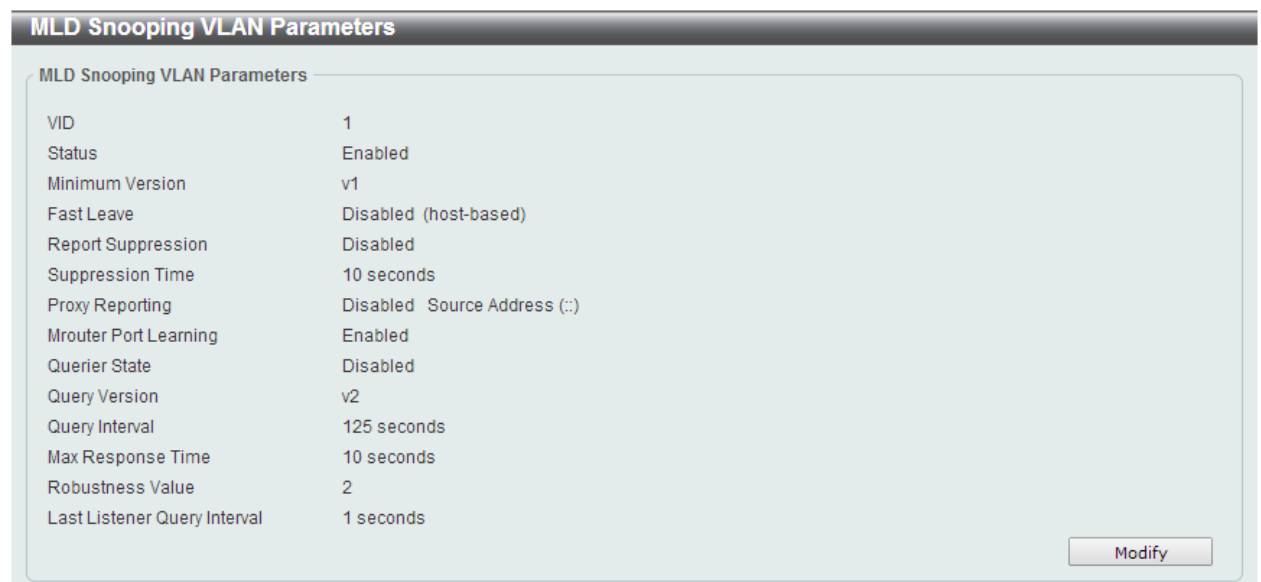 MLD Snooping VLAN Parameters
MLD Snooping VLAN Parameters
VID 1
Status Enabled
Minimum Version v1
Fast Leave Disabled (host-based)
Report Suppression Disabled
Suppression Time 10 seconds
Proxy Reporting Disabled Source Address (::)
Mrouter Port Learning Enabled
Querier State Disabled
Query Version v2
Query Interval 125 seconds
Max Response Time 10 seconds
Robustness Value 2
Last Listener Query Interval 1 seconds
Modify